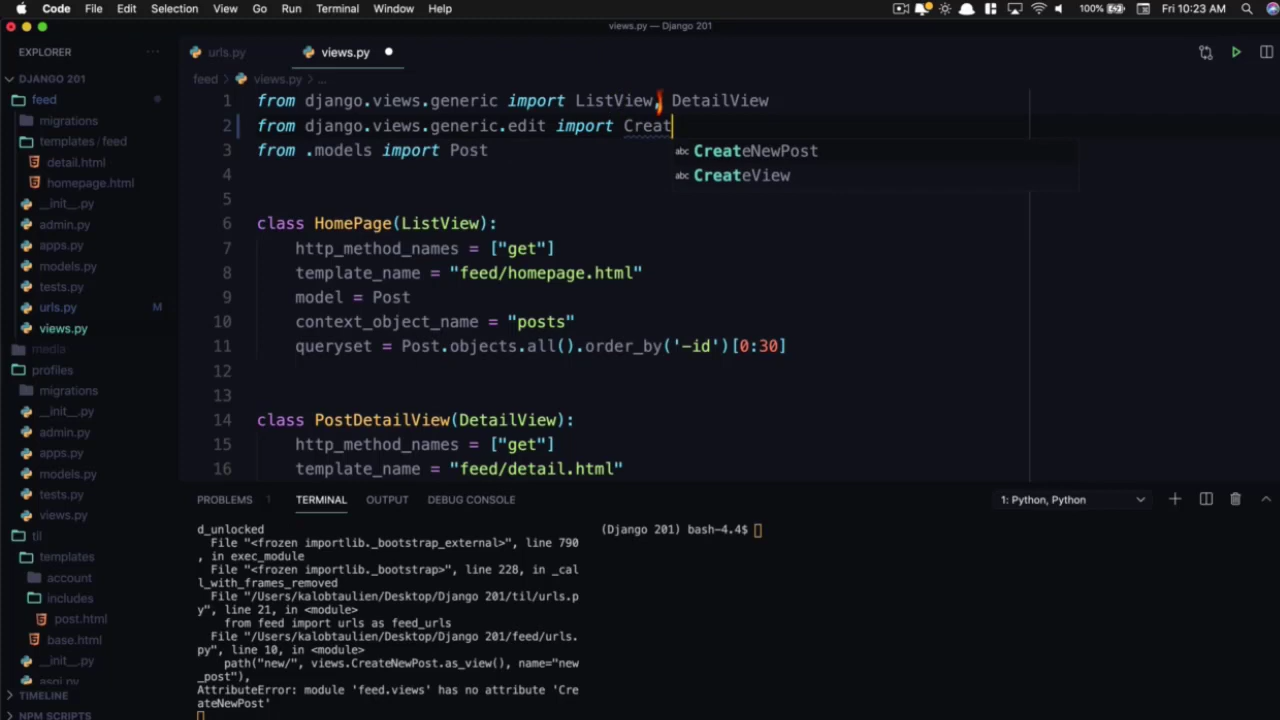 Code File Edit Selection View Go Run Terminal Window Help 100% Fri 10:23 AM
views.py — Django 201
EXPLORER ···
urls.py
views.py
DJANGO 201
feed
migrations
templates/feed
detail.html
homepage.html
__init__.py
admin.py
apps.py
models.py
tests.py
urls.py M
views.py
media
profiles
migrations
__init__.py
admin.py
apps.py
models.py
tests.py
views.py
til
templates
account
includes
post.html
base.html
__init__.py
asgi.py
TIMELINE
NPM SCRIPTS
feed > views.py > ...
1 from django.views.generic import ListView, DetailView
2 from django.views.generic.edit import Creat
3 from .models import Post
abc CreateNewPost
abc CreateView
4
5
6 class HomePage(ListView):
7 http_method_names = ["get"]
8 template_name = "feed/homepage.html"
9 model = Post
10 context_object_name = "posts"
11 queryset = Post.objects.all().order_by('-id')[0:30]
12
13
14 class PostDetailView(DetailView):
15 http_method_names = ["get"]
16 template_name = "feed/detail.html"
PROBLEMS 1 TERMINAL OUTPUT DEBUG CONSOLE 1: Python, Python
d_unlocked
File "<frozen importlib._bootstrap_external>", line 790
, in exec_module
File "<frozen importlib._bootstrap>", line 228, in _cal
l_with_frames_removed
File "/Users/kalobtaulien/Desktop/Django 201/til/urls.p
y", line 21, in <module>
from feed import urls as feed_urls
File "/Users/kalobtaulien/Desktop/Django 201/feed/urls.
py", line 10, in <module>
path("new/", views.CreateNewPost.as_view(), name="new
_post"),
AttributeError: module 'feed.views' has no attribute 'Cre
ateNewPost'
(Django 201) bash-4.4$